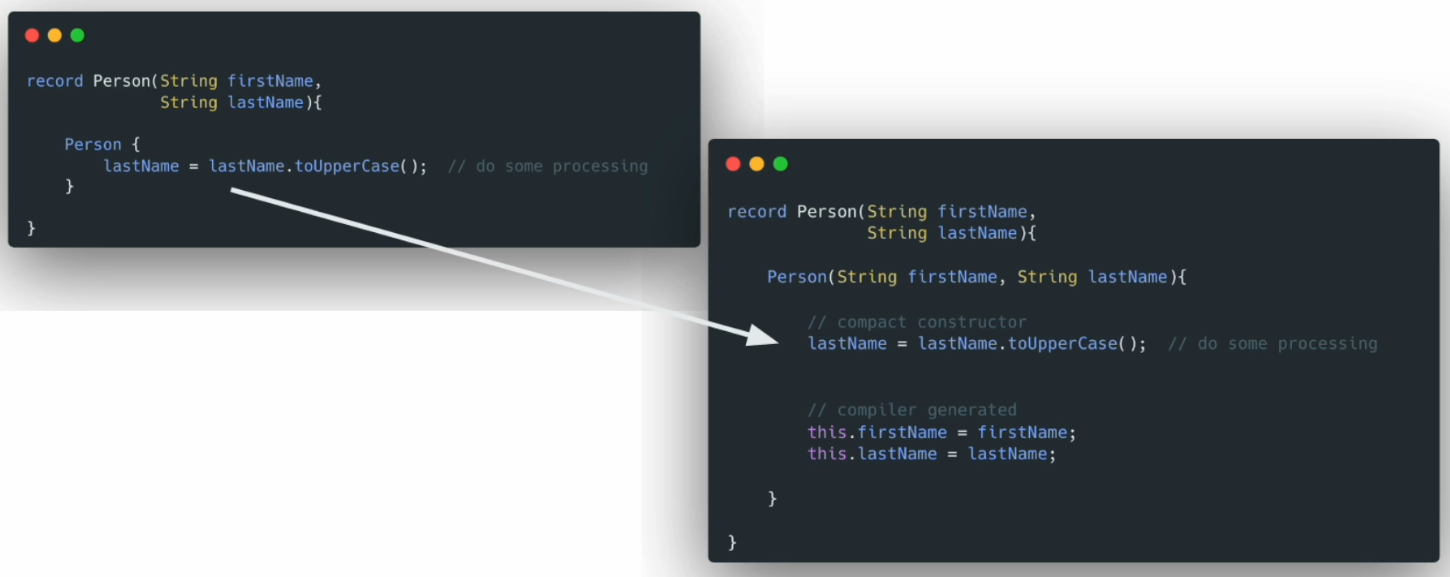 record Person(String firstName,
              String lastName){
    Person {
        lastName = lastName.toUpperCase();  // do some processing
    }
}
record Person(String firstName,
              String lastName){
    Person(String firstName, String lastName){
        // compact constructor
        lastName = lastName.toUpperCase();  // do some processing
        // compiler generated
        this.firstName = firstName;
        this.lastName = lastName;
    }
}